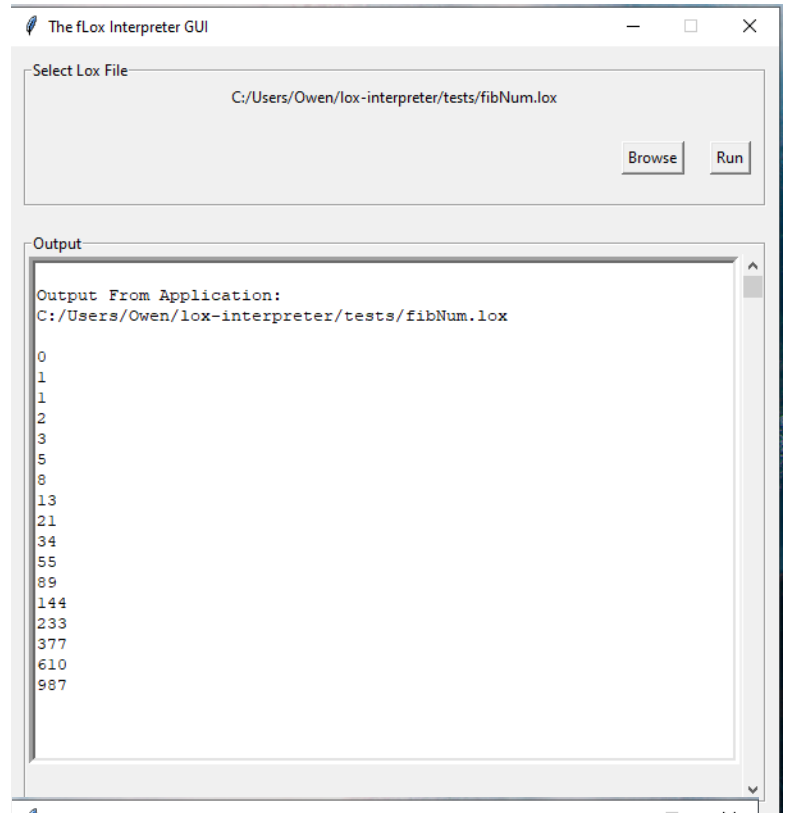 The fLox Interpreter GUI
Select Lox File
C:/Users/Owen/lox-interpreter/tests/fibNum.lox
Browse Run
Output
Output From Application:
C:/Users/Owen/lox-interpreter/tests/fibNum.lox
0
1
1
2
3
5
8
13
21
34
55
89
144
233
377
610
987